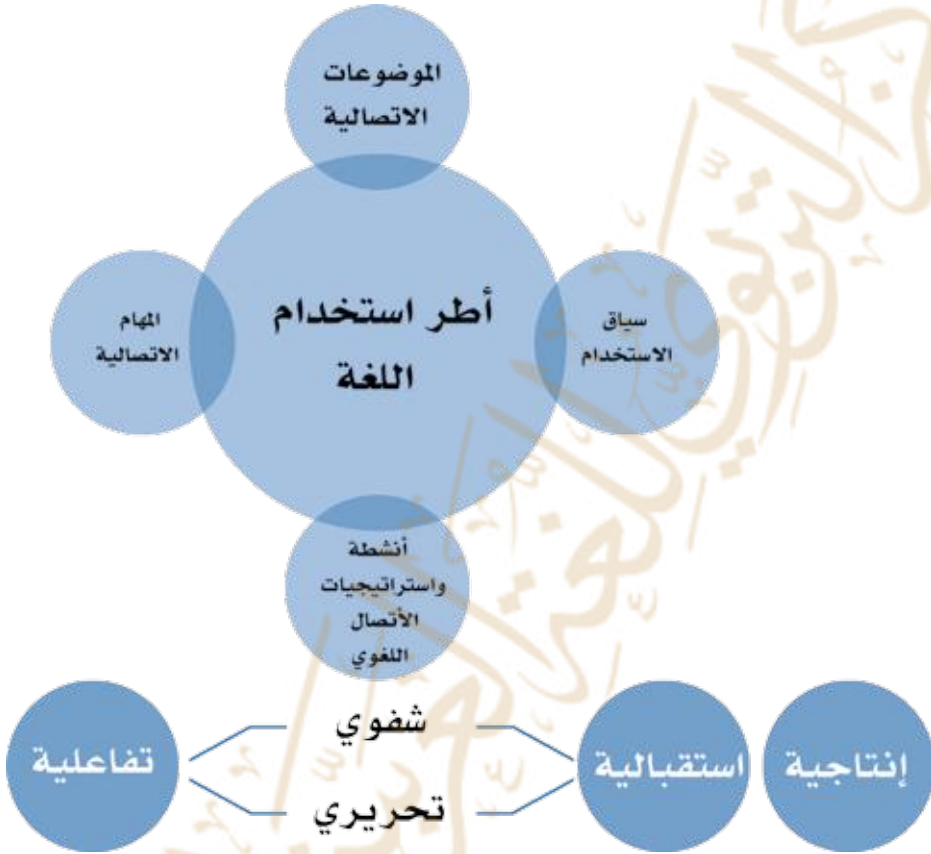 الموضوعات
الاتصالية
أطر استخدام
اللغة
سياق
الاستخدام
المهام
الاتصالية
أنشطة
واستراتيجيات
الأتصال
اللغوي
إنتاجية
استقبالية
شفوي
تحريري
تفاعلية